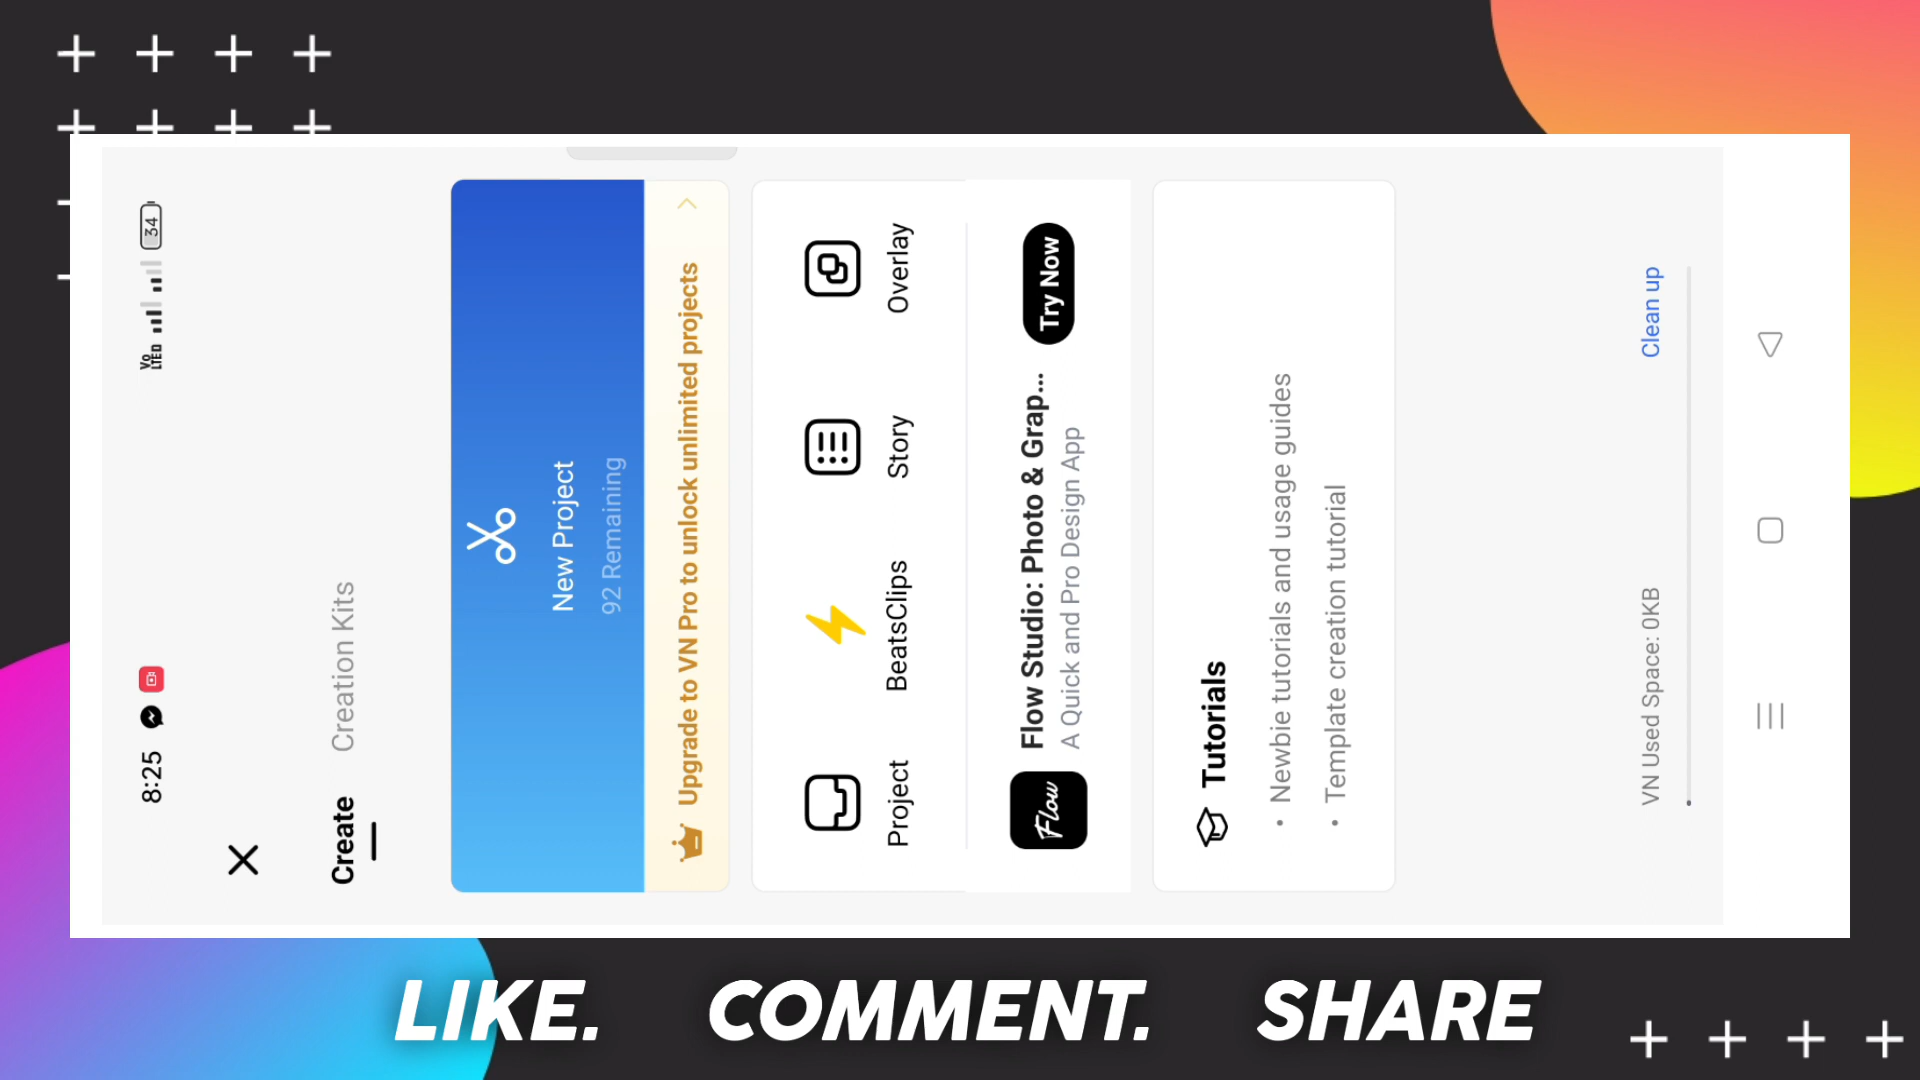 8:25
VO LTED
34
Create Creation Kits
New Project
92 Remaining
Upgrade to VN Pro to unlock unlimited projects
Project BeatsClips Story Overlay
Flow
Flow Studio: Photo & Grap...
A Quick and Pro Design App
Try Now
Tutorials
• Newbie tutorials and usage guides
• Template creation tutorial
VN Used Space: 0KB Clean up
LIKE. COMMENT. SHARE